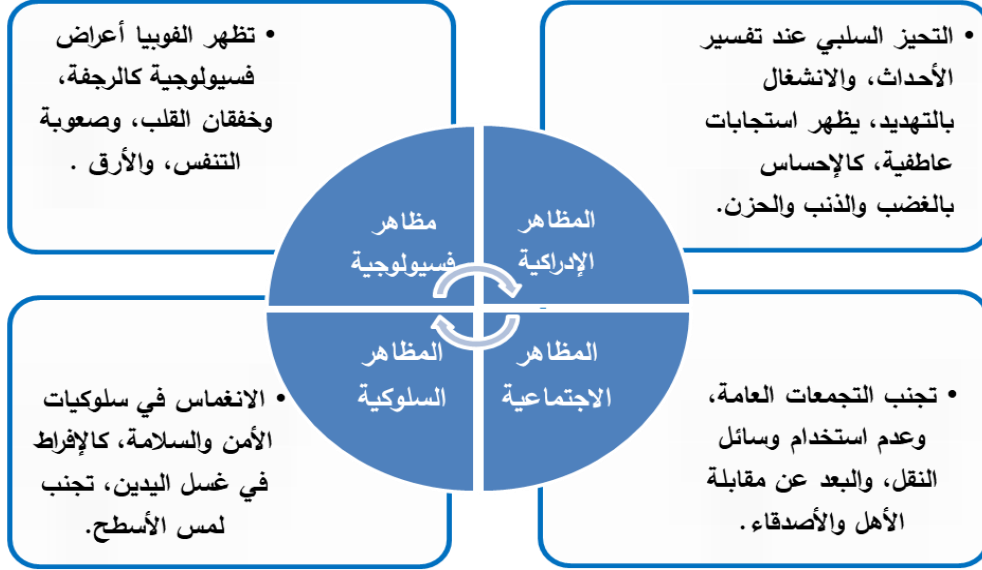 • التحيز السلبي عند تفسير
الأحداث، والانشغال
بالتهديد، يظهر استجابات
عاطفية، كالإحساس
بالغضب والذنب والحزن.
المظاهر
الإدراكية
• تظهر الفوبيا أعراض
فسيولوجية كالرجفة،
وخفقان القلب، وصعوبة
التنفس، والأرق .
مظاهر
فسيولوجية
• تجنب التجمعات العامة،
وعدم استخدام وسائل
النقل، والبعد عن مقابلة
الأهل والأصدقاء.
المظاهر
الاجتماعية
• الانغماس في سلوكيات
الأمن والسلامة، كالإفراط
في غسل اليدين، تجنب
لمس الأسطح.
المظاهر
السلوكية